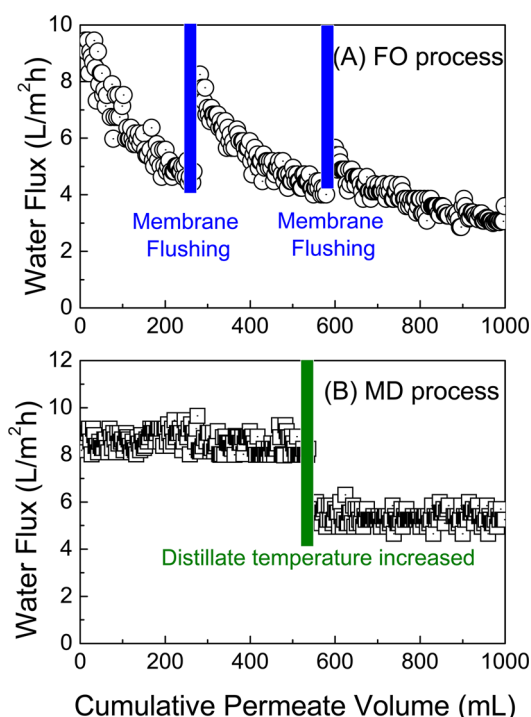 (A) FO process
Water Flux (L/m²h)
10
8
6
4
2
0
Membrane
Flushing
Membrane
Flushing
0 200 400 600 800 1000
(B) MD process
Water Flux (L/m²h)
12
10
8
6
4
2
0
Distillate temperature increased
0 200 400 600 800 1000
Cumulative Permeate Volume (mL)